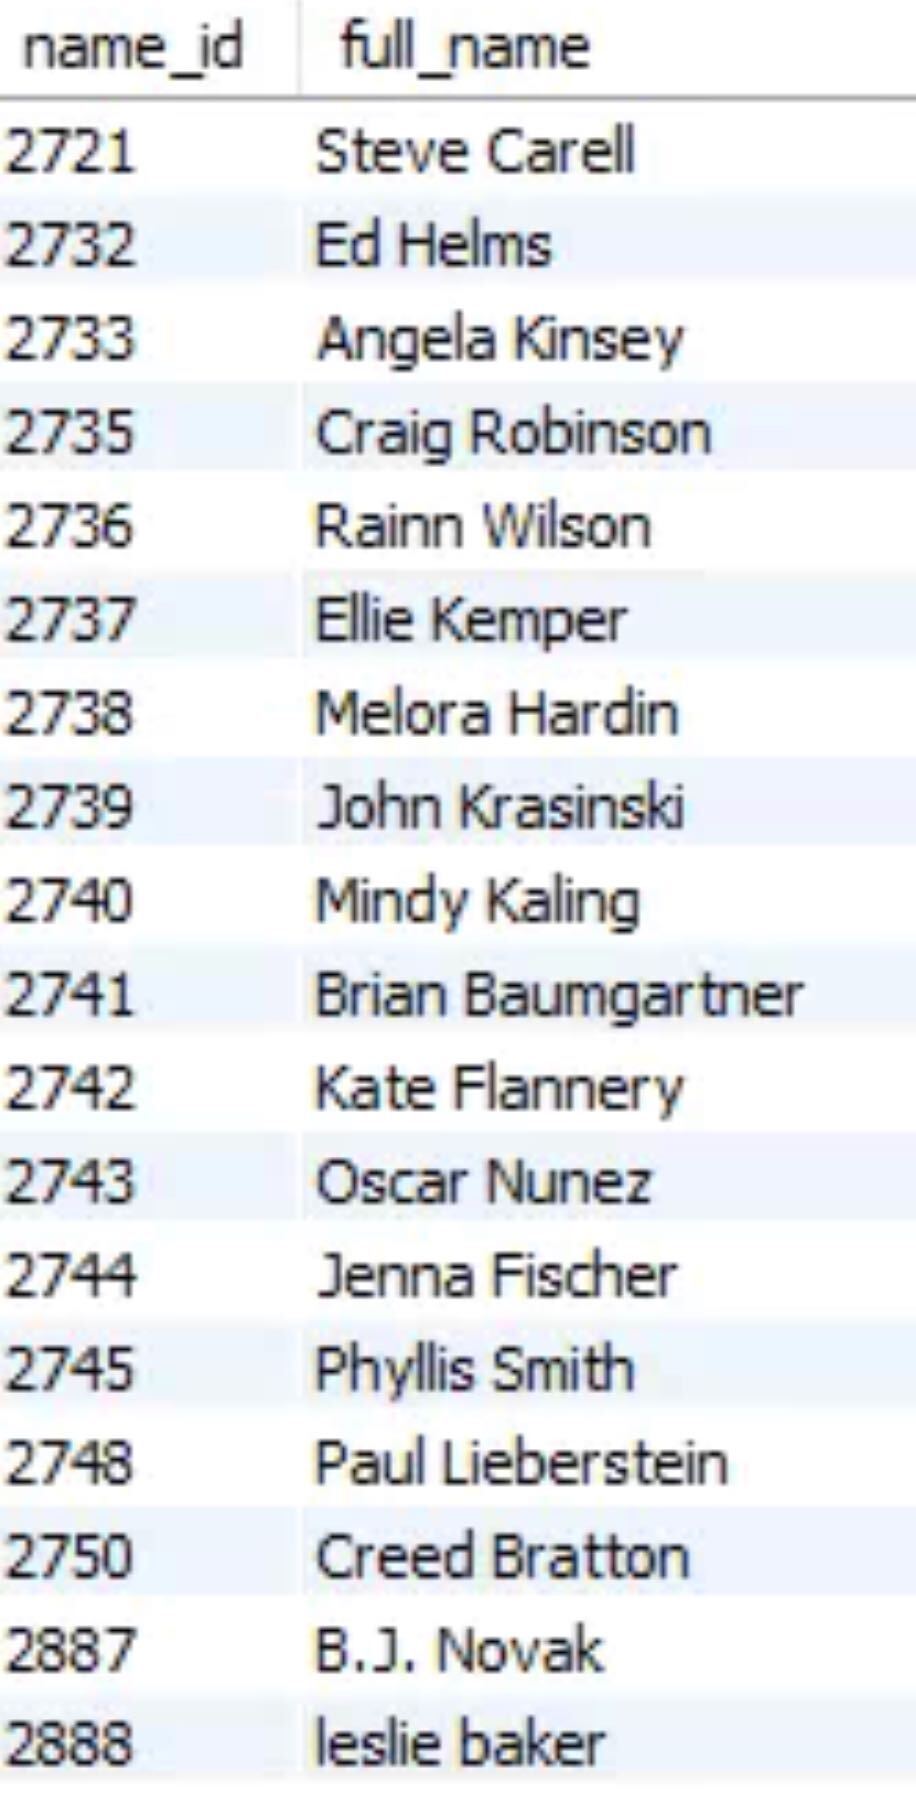 name_id full_name
2721 Steve Carell
2732 Ed Helms
2733 Angela Kinsey
2735 Craig Robinson
2736 Rainn Wilson
2737 Ellie Kemper
2738 Melora Hardin
2739 John Krasinski
2740 Mindy Kaling
2741 Brian Baumgartner
2742 Kate Flannery
2743 Oscar Nunez
2744 Jenna Fischer
2745 Phyllis Smith
2748 Paul Lieberstein
2750 Creed Bratton
2887 B.J. Novak
2888 leslie baker